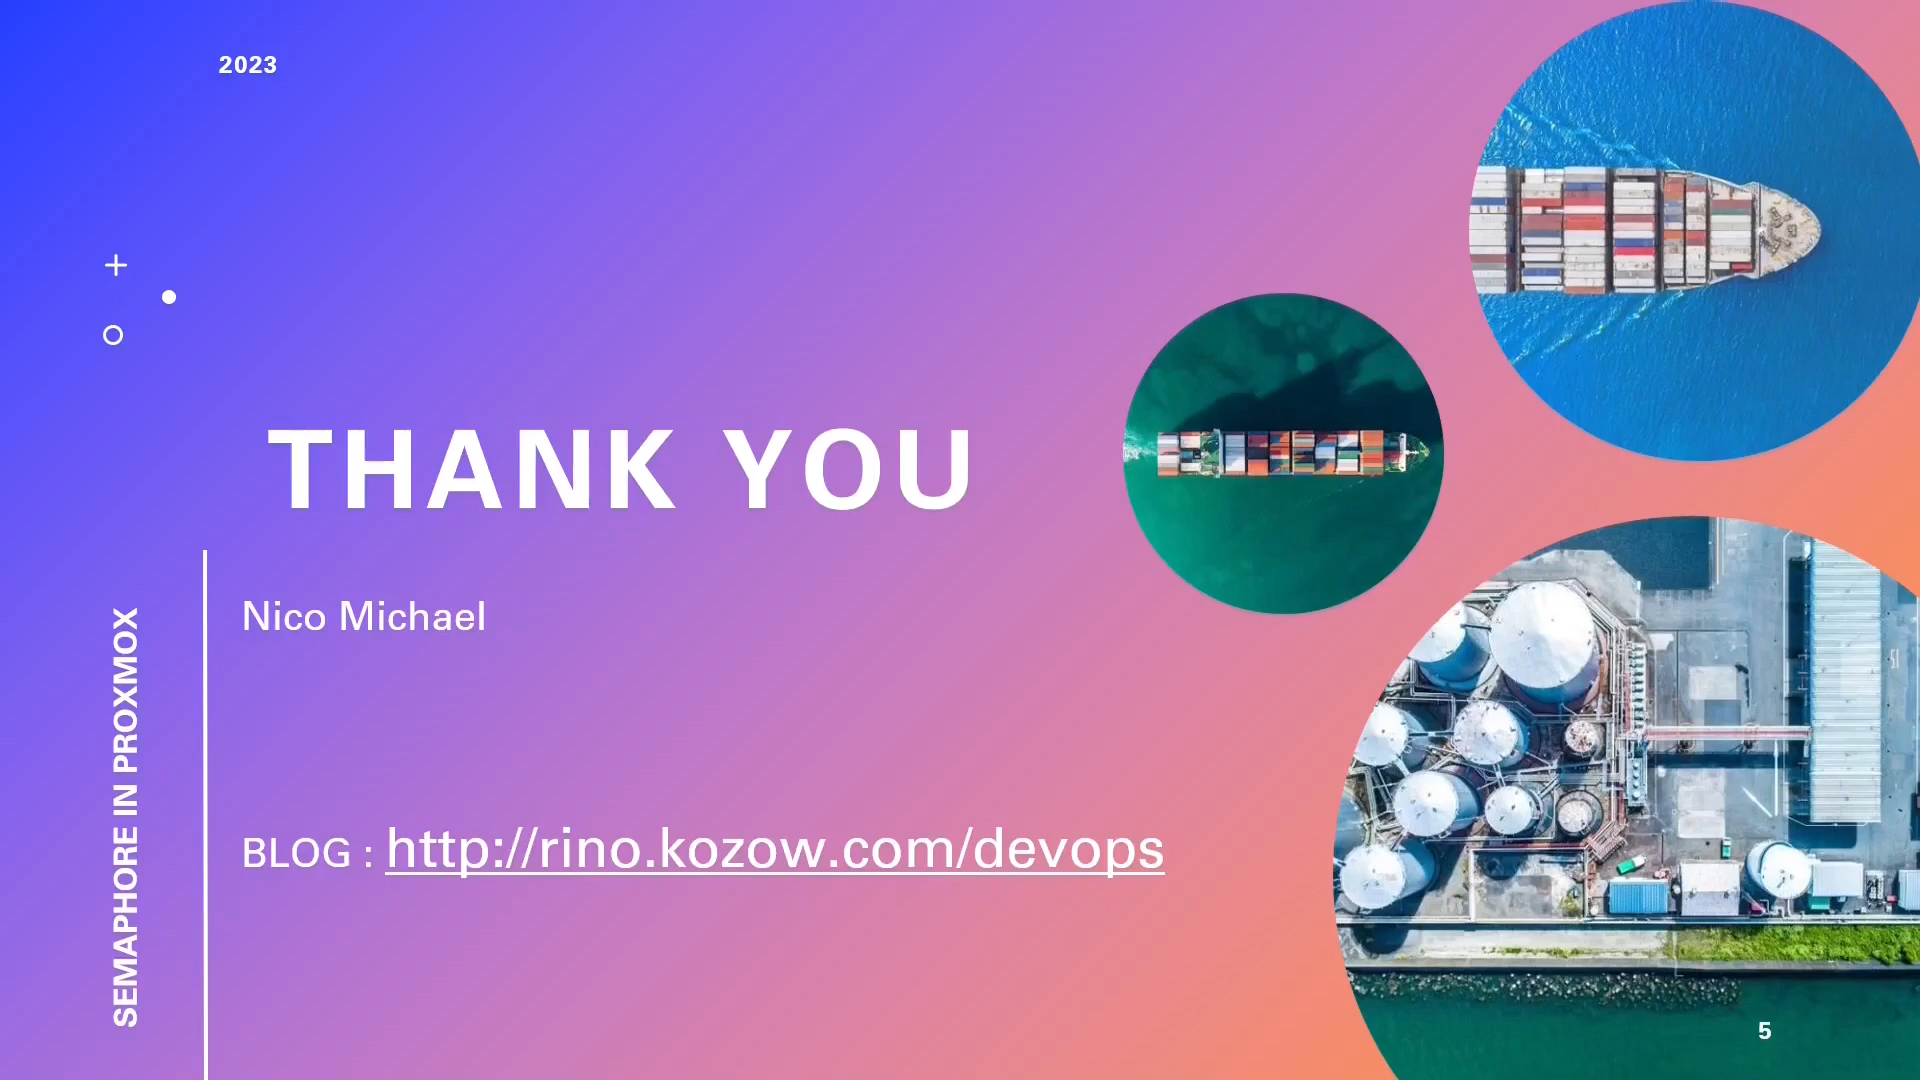 2023
THANK YOU
Nico Michael
SEMAPHORE IN PROXMOX
BLOG : http://rino.kozow.com/devops
5